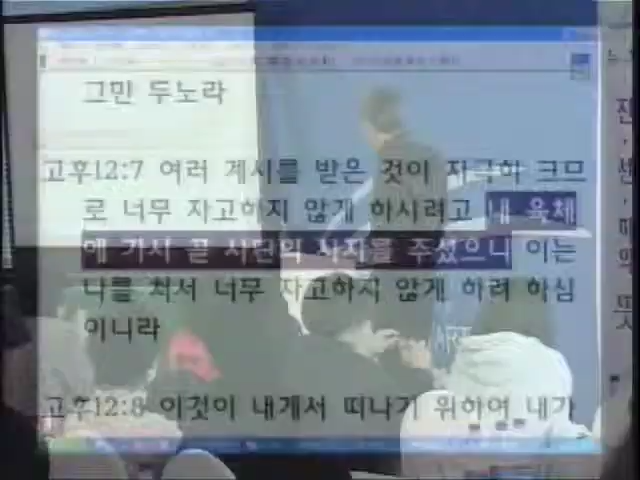 그만 두노라
고후12:7 여러 계시를 받은 것이 지극히 크므
로 너무 자고하지 않게 하시려고 내 육체
에 가시 곧 사단의 사자를 주셨으니 이는
나를 쳐서 너무 자고하지 않게 하려 하심
이니라
고후12:8 이것이 내게서 떠나기 위하여 내가